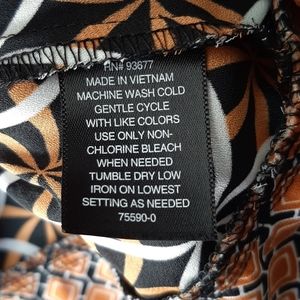 RN# 93677
MADE IN VIETNAM
MACHINE WASH COLD
GENTLE CYCLE
WITH LIKE COLORS
USE ONLY NON-
CHLORINE BLEACH
WHEN NEEDED
TUMBLE DRY LOW
IRON ON LOWEST
SETTING AS NEEDED
75590-0